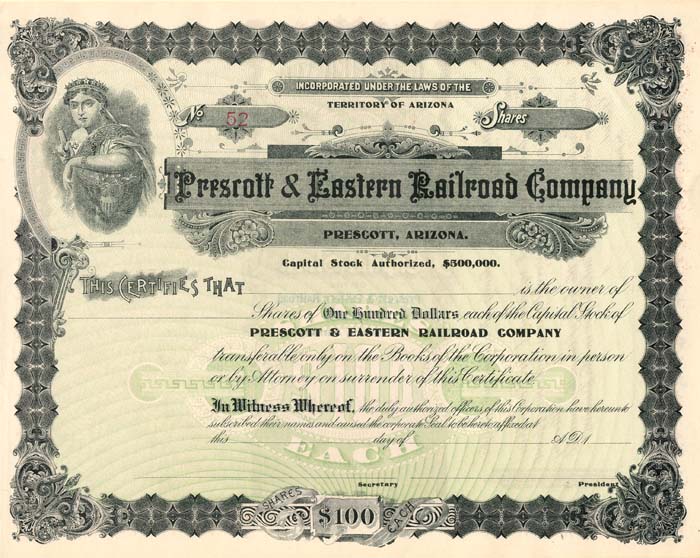 INCORPORATED UNDER THE LAWS OF THE
TERRITORY OF ARIZONA
No 52
Shares
Prescott & Eastern Railroad Company
PRESCOTT, ARIZONA.
Capital Stock Authorized, $500,000.
THIS CERTIFIES THAT is the owner of
Shares of One Hundred Dollars each of the Capital Stock of
PRESCOTT & EASTERN RAILROAD COMPANY
transferable only on the Books of the Corporation in person
or by Attorney on surrender of this Certificate
In Witness Whereof, the duly authorized officers of this Corporation have hereunto
subscribed their names and caused the corporate Seal to be hereto affixed at
this day of A.D.1
EACH
Secretary President
SHARES $100 EACH